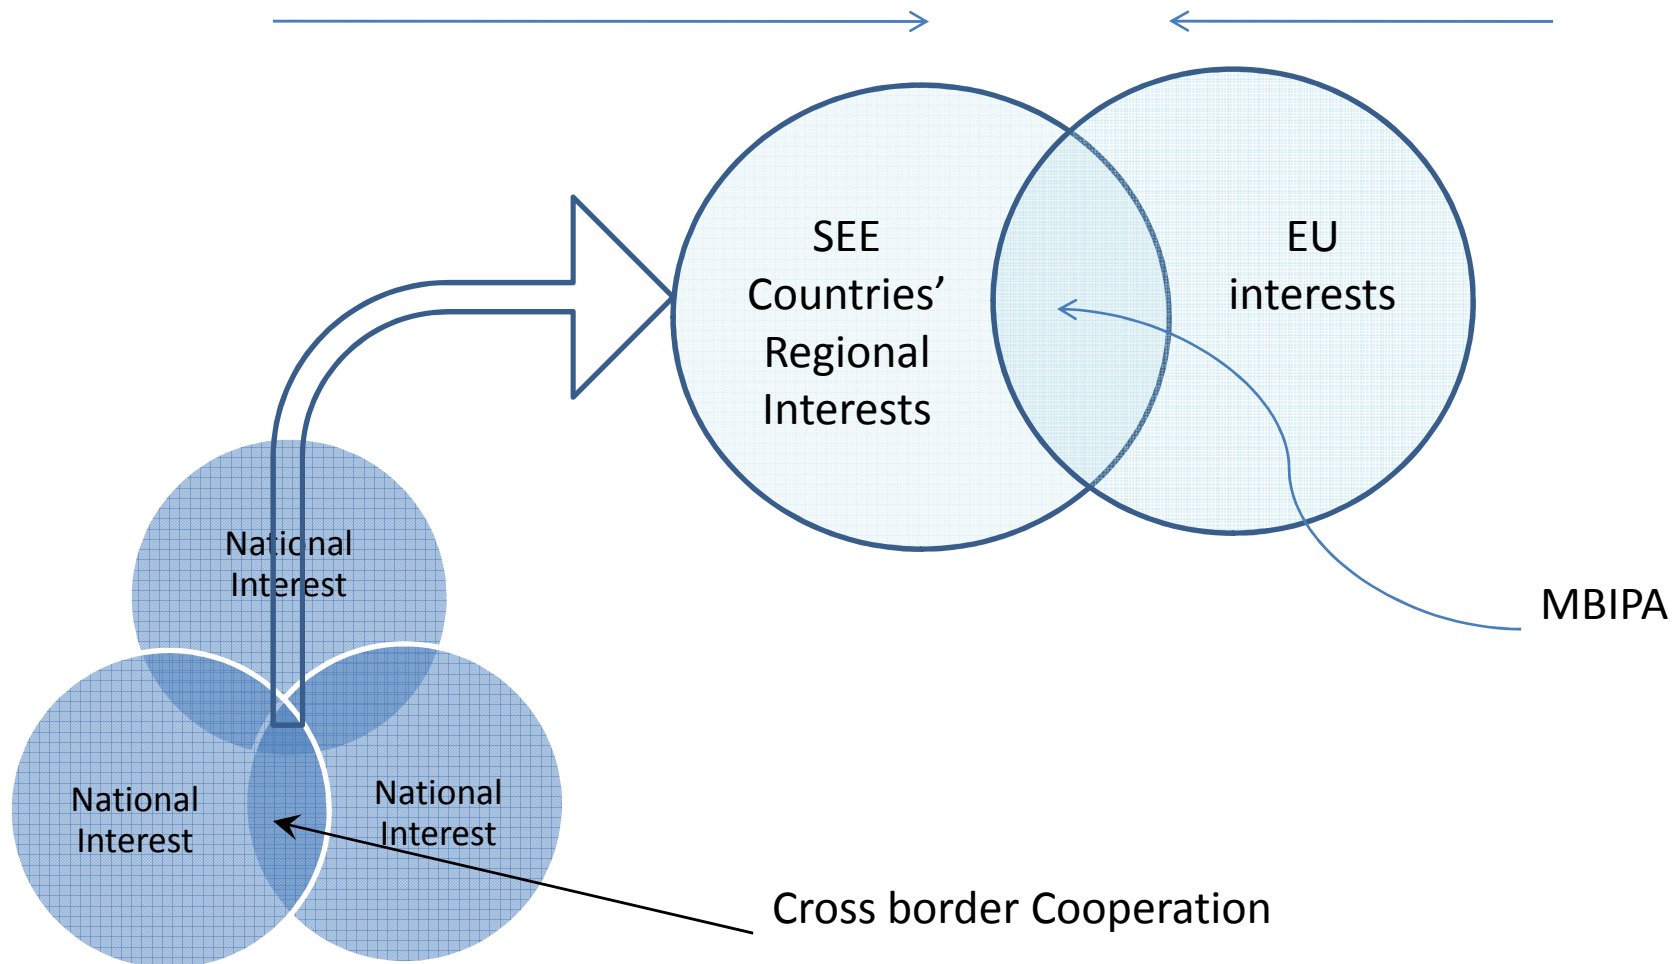 SEE
Countries’
Regional
Interests
EU
interests
National
Interest
MBIPA
National
Interest
National
Interest
Cross border Cooperation